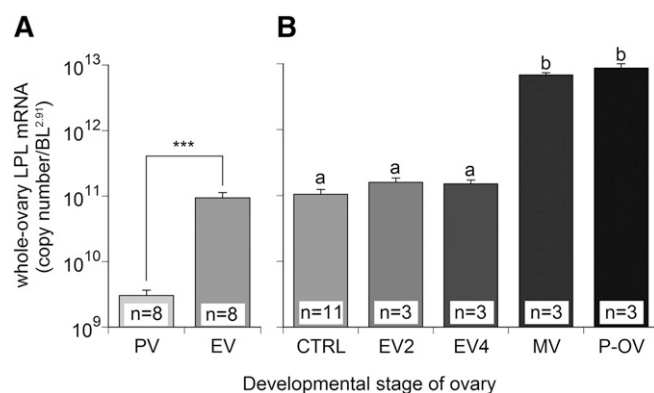 A
B
whole-ovary LPL mRNA
(copy number/BL^2.91)
10^13
10^12
10^11
10^10
10^9
***
a
a
a
b
b
n=8
n=8
n=11
n=3
n=3
n=3
n=3
PV
EV
CTRL
EV2
EV4
MV
P-OV
Developmental stage of ovary